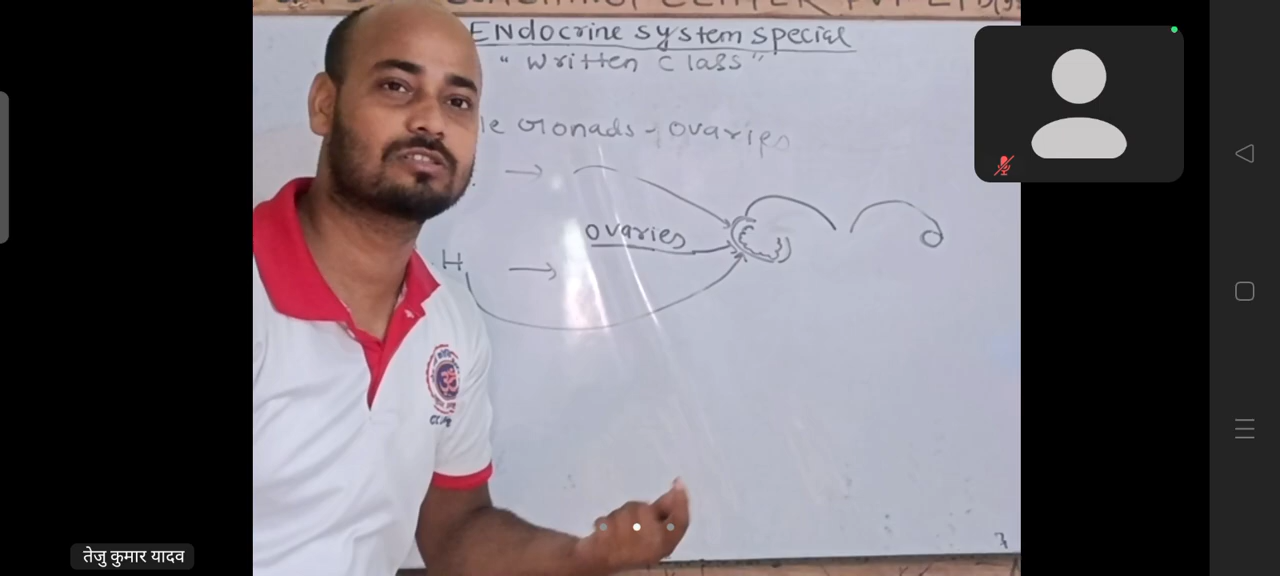 ENdocrine system special
" written class"
le Gonads - ovaries
ovaries
H
तेजु कुमार यादव